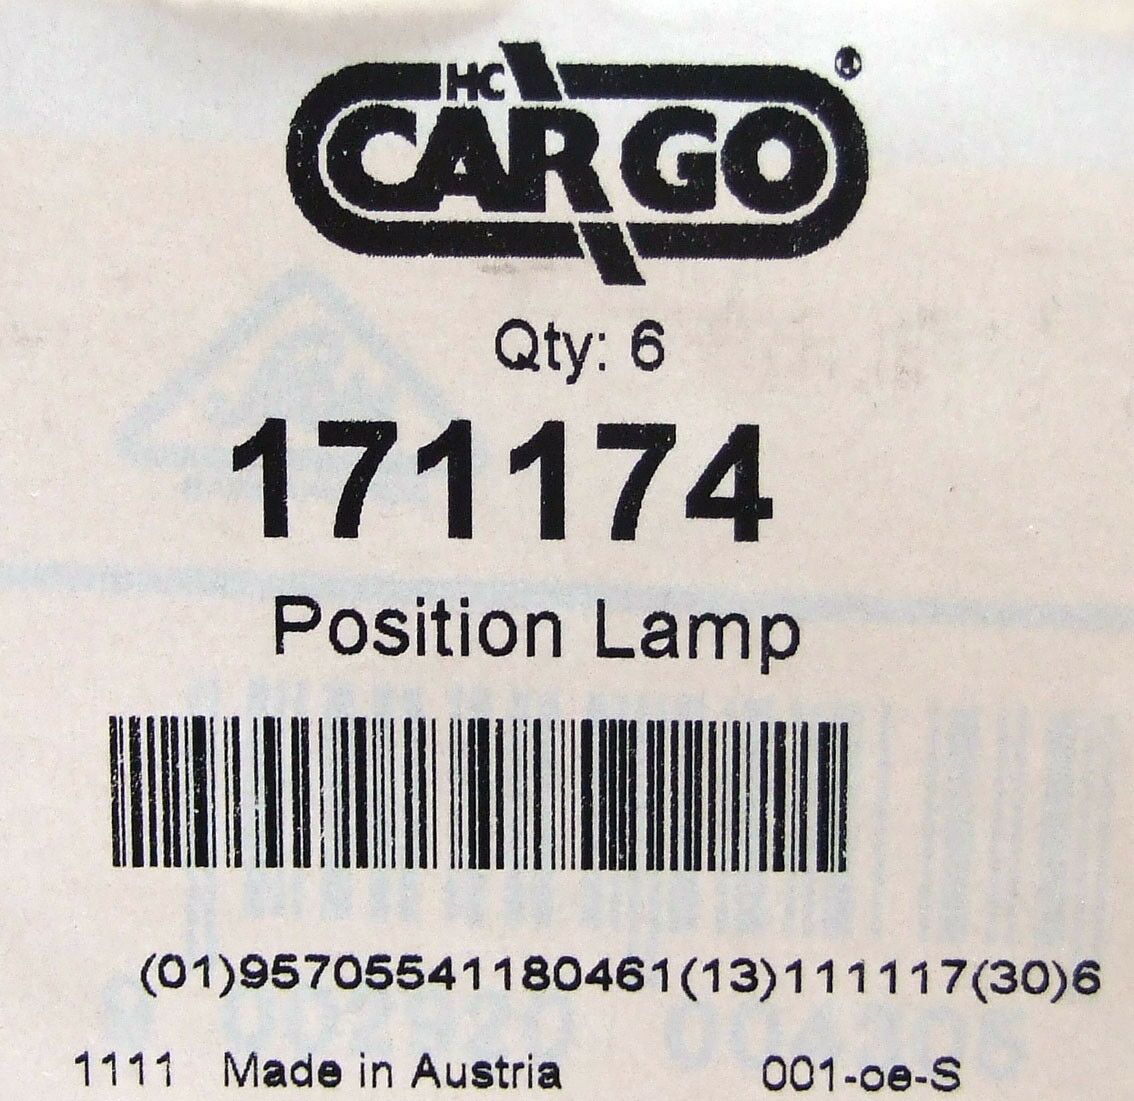 HC
CARGO®
Qty: 6
171174
Position Lamp
(01)95705541180461(13)111117(30)6
1111 Made in Austria 001-oe-S